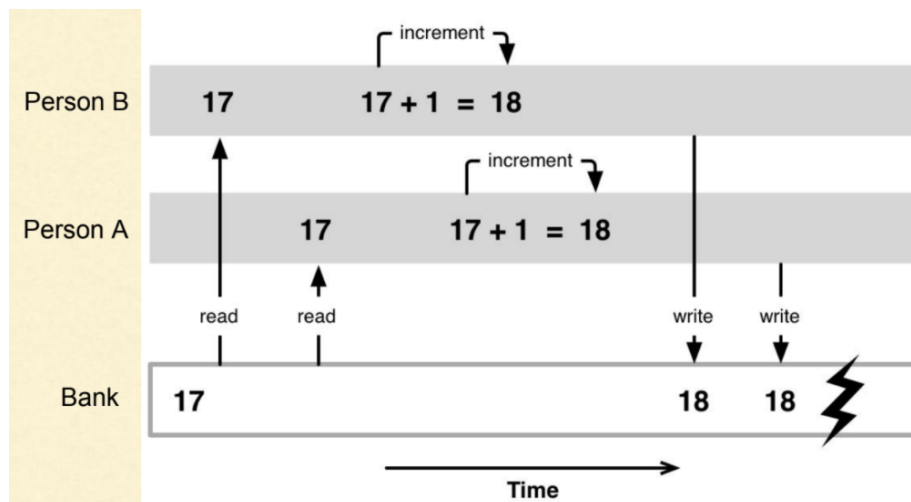 increment
Person B
17
17 + 1 = 18
increment
Person A
17
17 + 1 = 18
read
read
write
write
Bank
17
18
18
Time